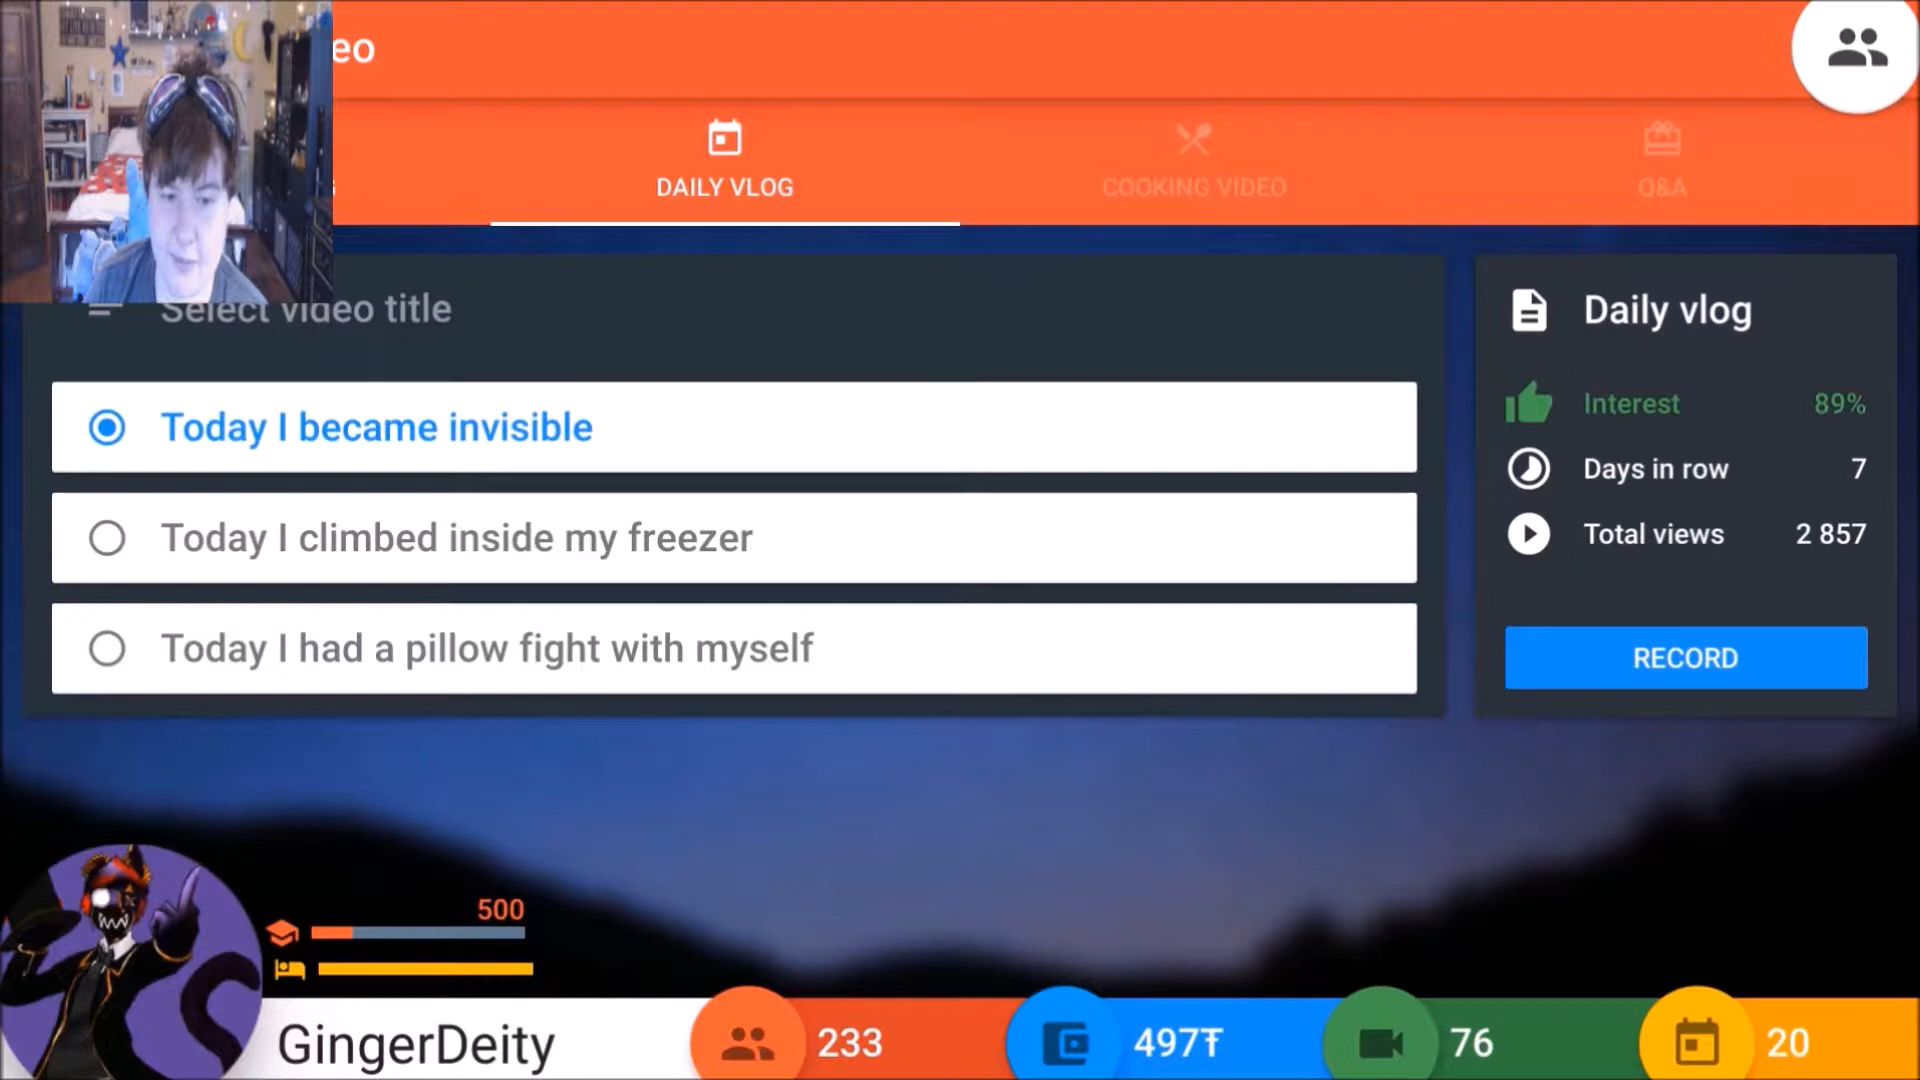 eo
DAILY VLOG
COOKING VIDEO
Q&A
Select video title
Today I became invisible
Today I climbed inside my freezer
Today I had a pillow fight with myself
Daily vlog
Interest 89%
Days in row 7
Total views 2 857
RECORD
500
GingerDeity
233
497₮
76
20